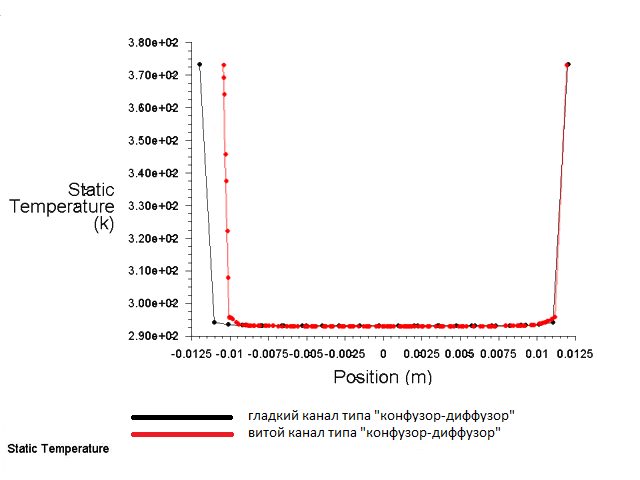 3.80e+02
3.70e+02
3.60e+02
3.50e+02
3.40e+02
3.30e+02
3.20e+02
3.10e+02
3.00e+02
2.90e+02
Static
Temperature
(k)
-0.0125 -0.01 -0.0075 -0.005 -0.0025 0 0.0025 0.005 0.0075 0.01 0.0125
Position (m)
гладкий канал типа "конфузор-диффузор"
витой канал типа "конфузор-диффузор"
Static Temperature